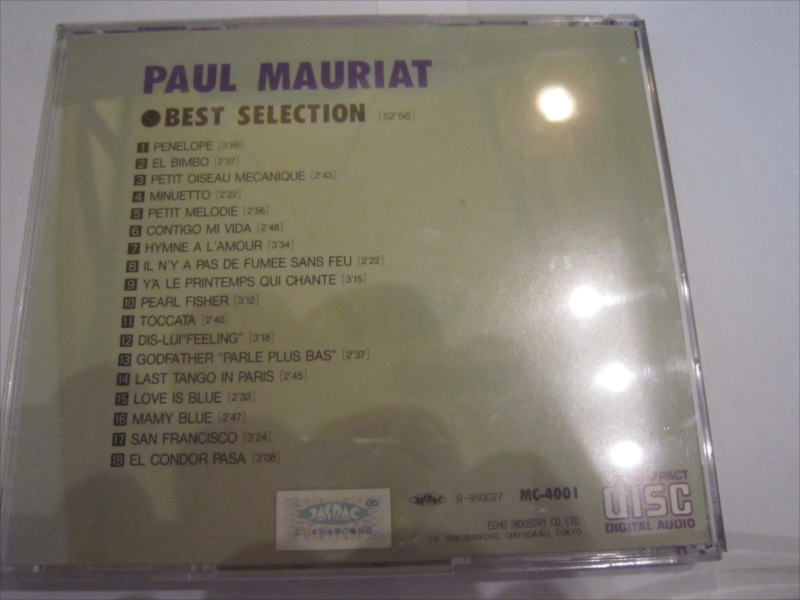 PAUL MAURIAT
●BEST SELECTION [52'56]
1 PENELOPE [3'56]
2 EL BIMBO [2'37]
3 PETIT OISEAU MECANIQUE [2'43]
4 MINUETTO [2'22]
5 PETIT MELODIE [2'56]
6 CONTIGO MI VIDA [2'48]
7 HYMNE A L'AMOUR [3'34]
8 IL N'Y A PAS DE FUMEE SANS FEU [2'22]
9 Y'A LE PRINTEMPS QUI CHANTE [3'15]
10 PEARL FISHER [3'12]
11 TOCCATA [2'40]
12 DIS-LUI"FEELING" [3'18]
13 GODFATHER "PARLE PLUS BAS" [2'37]
14 LAST TANGO IN PARIS [2'45]
15 LOVE IS BLUE [2'32]
16 MAMY BLUE [2'47]
17 SAN FRANCISCO [3'24]
18 EL CONDOR PASA [3'08]
JASRAC
JASRAC R-950027 MC-4001
COMPACT
DISC
DIGITAL AUDIO
ECHO INDUSTRY CO., LTD.
ROKUBANCHO, CHIYODAKU, TOKYO